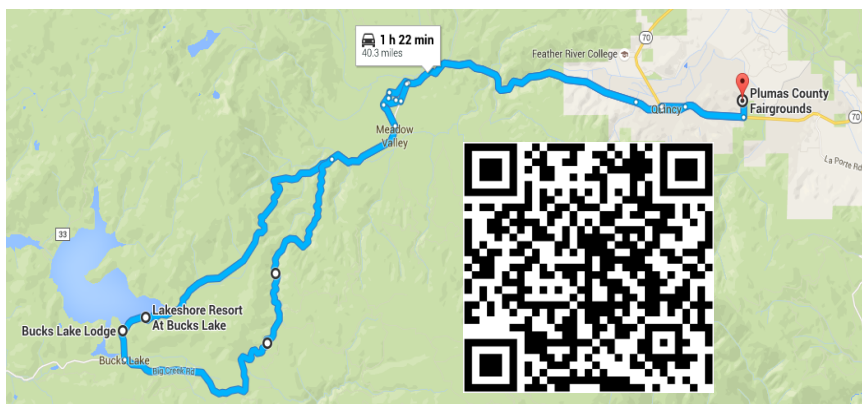 1 h 22 min
40.3 miles
Feather River College
70
Plumas County
Fairgrounds
Quincy
70
Meadow
Valley
La Porte Rd
33
Lakeshore Resort
At Bucks Lake
Bucks Lake Lodge
Bucks Lake
Big Creek Rd